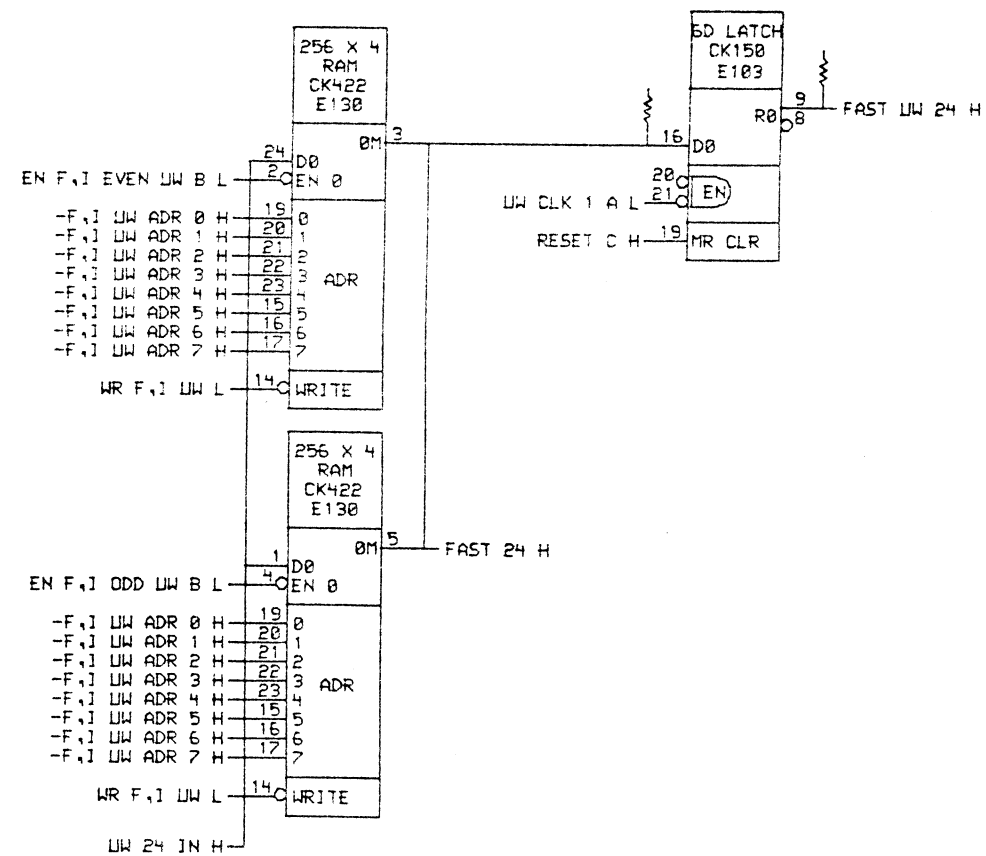 256 X 4
RAM
CK422
E130
0M 3
24 D0
EN F,I EVEN UW B L 2 EN 0
-F,I UW ADR 0 H 19 0
-F,I UW ADR 1 H 20 1
-F,I UW ADR 2 H 21 2
-F,I UW ADR 3 H 22 3
ADR
-F,I UW ADR 4 H 23 4
-F,I UW ADR 5 H 15 5
-F,I UW ADR 6 H 16 6
-F,I UW ADR 7 H 17 7
WR F,I UW L 14 WRITE
6D LATCH
CK150
E103
R0 9 FAST UW 24 H
8
16 D0
20
EN
UW CLK 1 A L 21
RESET C H 19 MR CLR
256 X 4
RAM
CK422
E130
0M 5 FAST 24 H
1 D0
EN F,I ODD UW B L 4 EN 0
-F,I UW ADR 0 H 19 0
-F,I UW ADR 1 H 20 1
-F,I UW ADR 2 H 21 2
-F,I UW ADR 3 H 22 3
ADR
-F,I UW ADR 4 H 23 4
-F,I UW ADR 5 H 15 5
-F,I UW ADR 6 H 16 6
-F,I UW ADR 7 H 17 7
WR F,I UW L 14 WRITE
UW 24 IN H